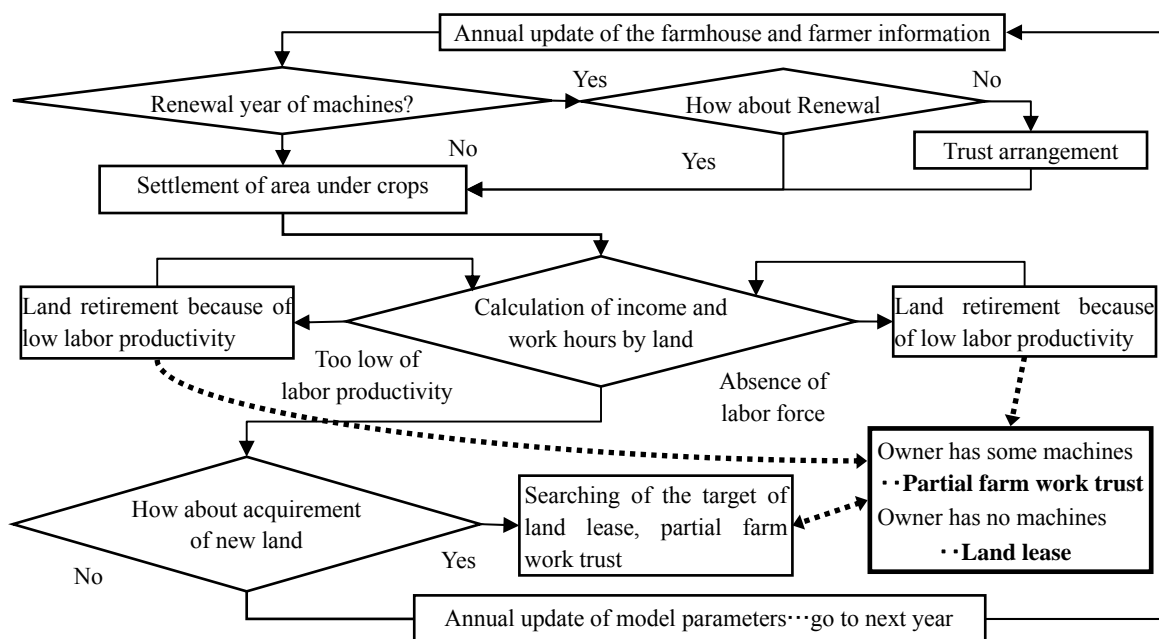 Annual update of the farmhouse and farmer information
Yes
No
Renewal year of machines?
How about Renewal
No
Yes
Trust arrangement
Settlement of area under crops
Land retirement because of
low labor productivity
Calculation of income and
work hours by land
Land retirement because
of low labor productivity
Too low of
labor productivity
Absence of
labor force
Owner has some machines
‥Partial farm work trust
Owner has no machines
‥Land lease
How about acquirement
of new land
Searching of the target of
land lease, partial farm
work trust
Yes
No
Annual update of model parameters…go to next year